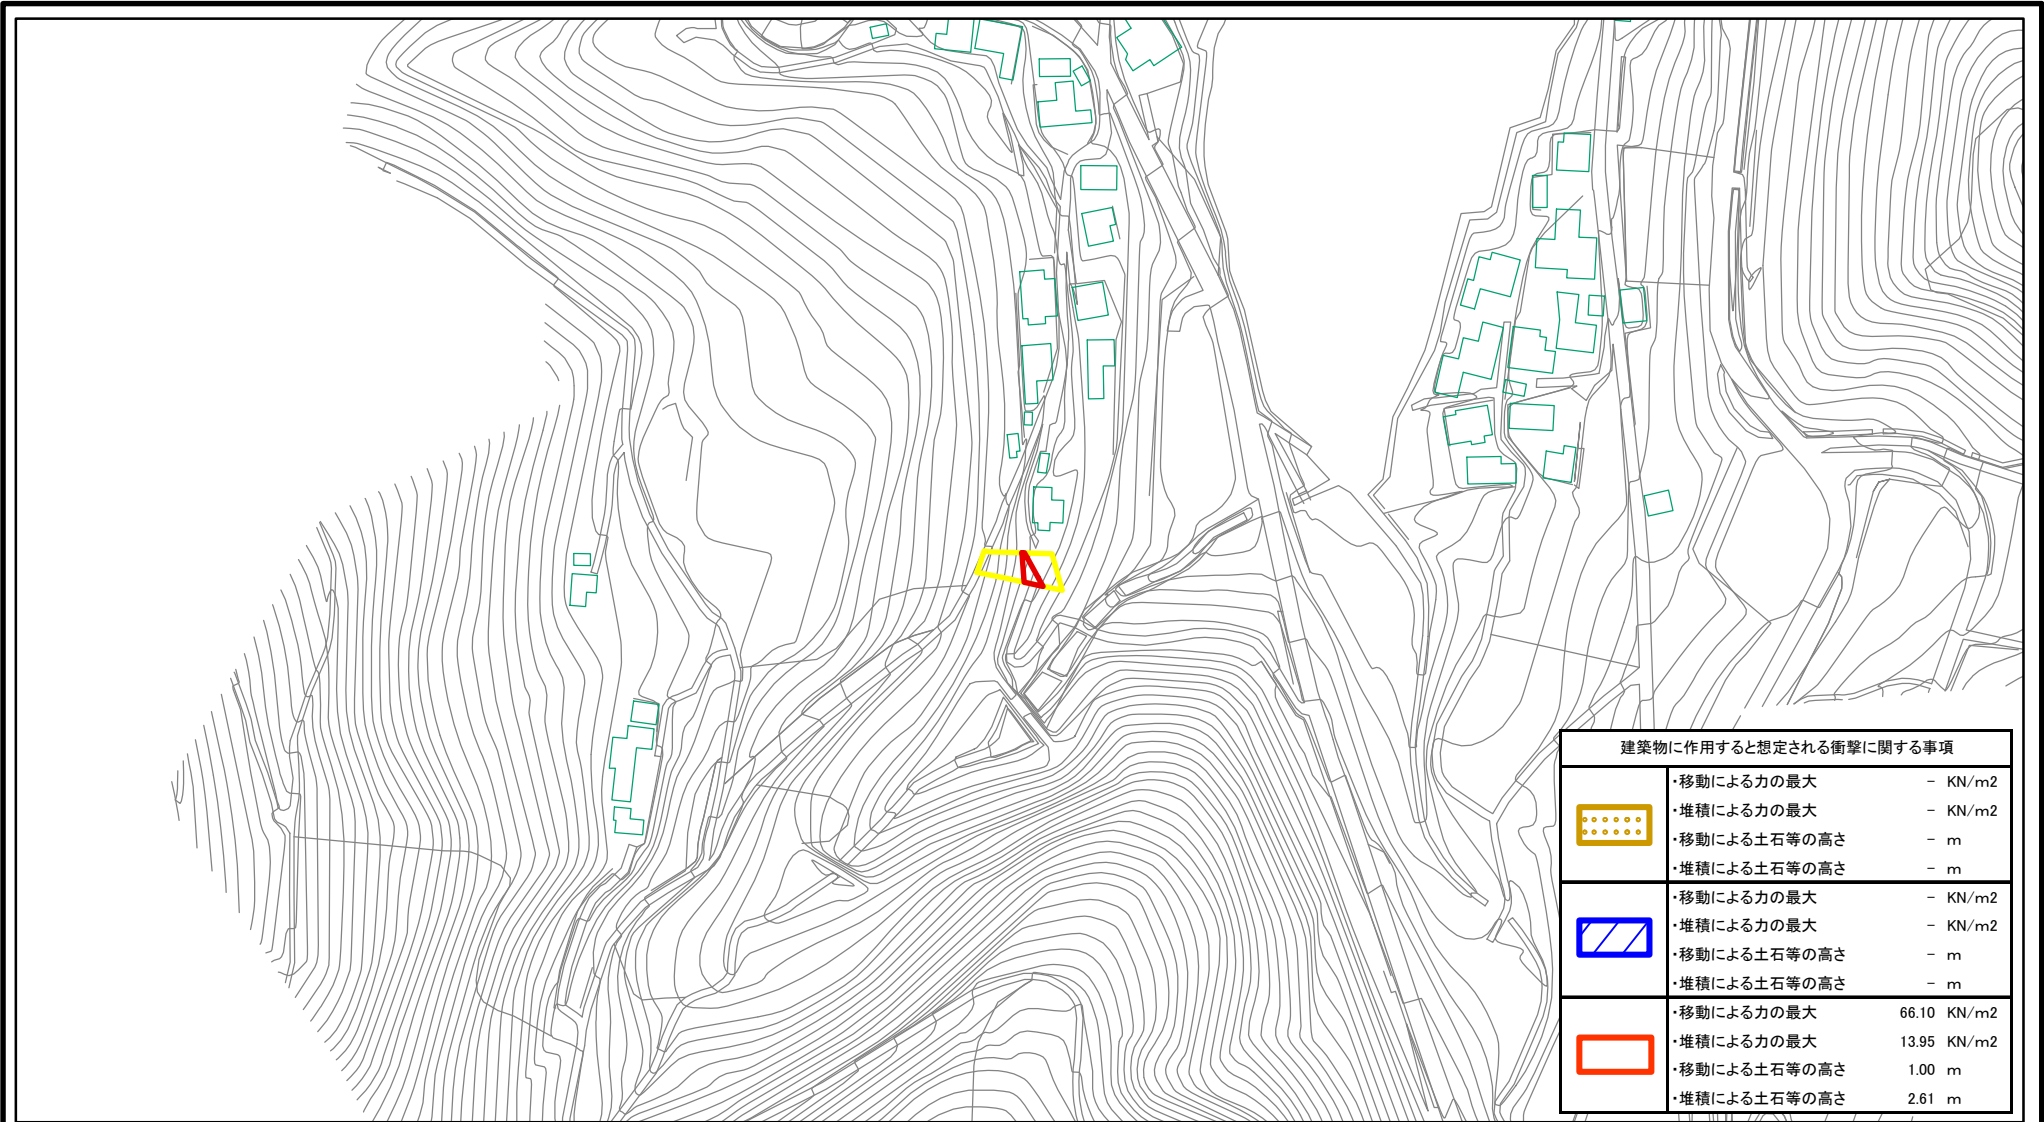 建築物に作用すると想定される衝撃に関する事項
・移動による力の最大 - KN/m2
・堆積による力の最大 - KN/m2
・移動による土石等の高さ - m
・堆積による土石等の高さ - m
・移動による力の最大 - KN/m2
・堆積による力の最大 - KN/m2
・移動による土石等の高さ - m
・堆積による土石等の高さ - m
・移動による力の最大 66.10 KN/m2
・堆積による力の最大 13.95 KN/m2
・移動による土石等の高さ 1.00 m
・堆積による土石等の高さ 2.61 m